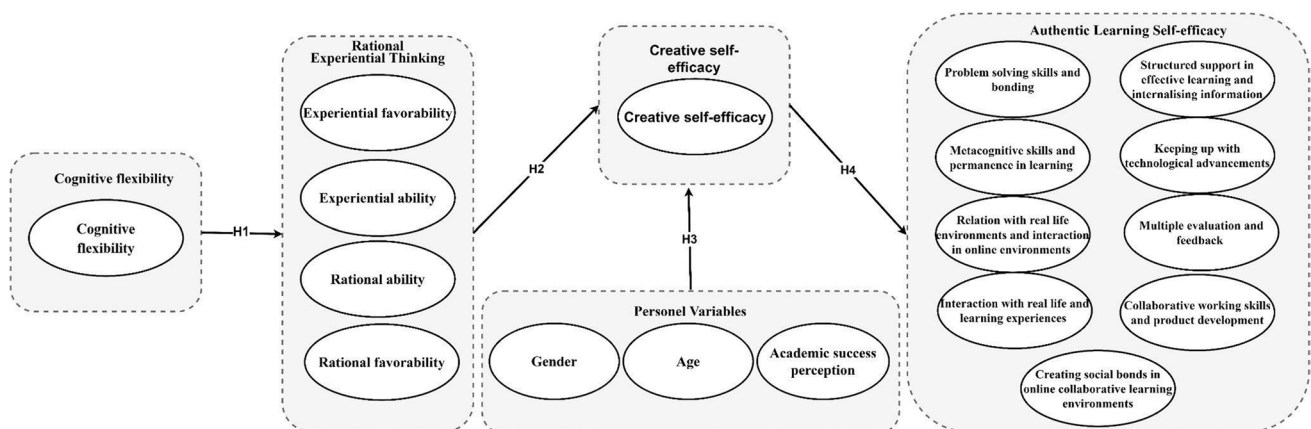 Cognitive flexibility
Cognitive
flexibility
H1
Rational
Experiential Thinking
Experiential favorability
Experiential ability
Rational ability
Rational favorability
H2
Creative self-
efficacy
Creative self-efficacy
H3
Personel Variables
Gender
Age
Academic success
perception
H4
Authentic Learning Self-efficacy
Problem solving skills and
bonding
Structured support in
effective learning and
internalising information
Metacognitive skills and
permanence in learning
Keeping up with
technological advancements
Relation with real life
environments and interaction
in online environments
Multiple evaluation and
feedback
Interaction with real life and
learning experiences
Collaborative working skills
and product development
Creating social bonds in
online collaborative learning
environments